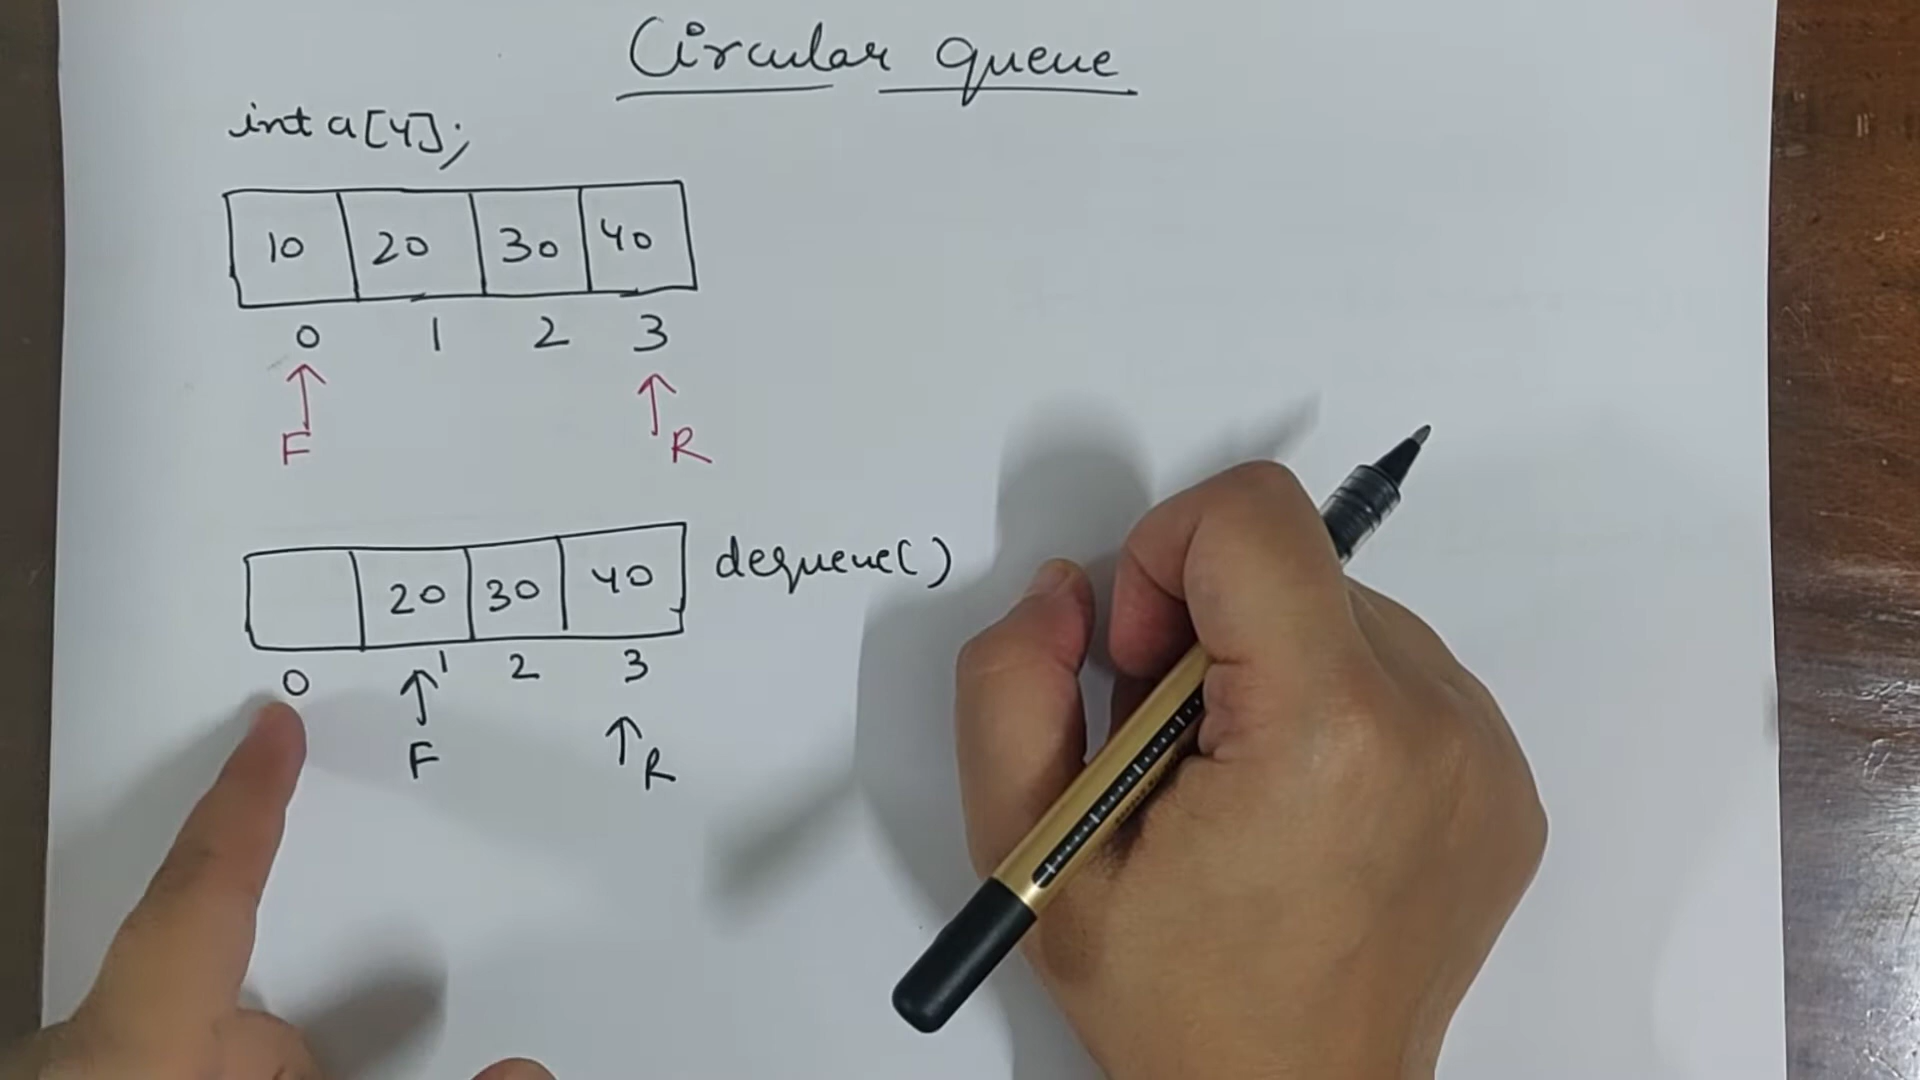 Circular queue
int a[4];
10 20 30 40
0 1 2 3
F R
20 30 40 dequeue()
0 1 2 3
F R